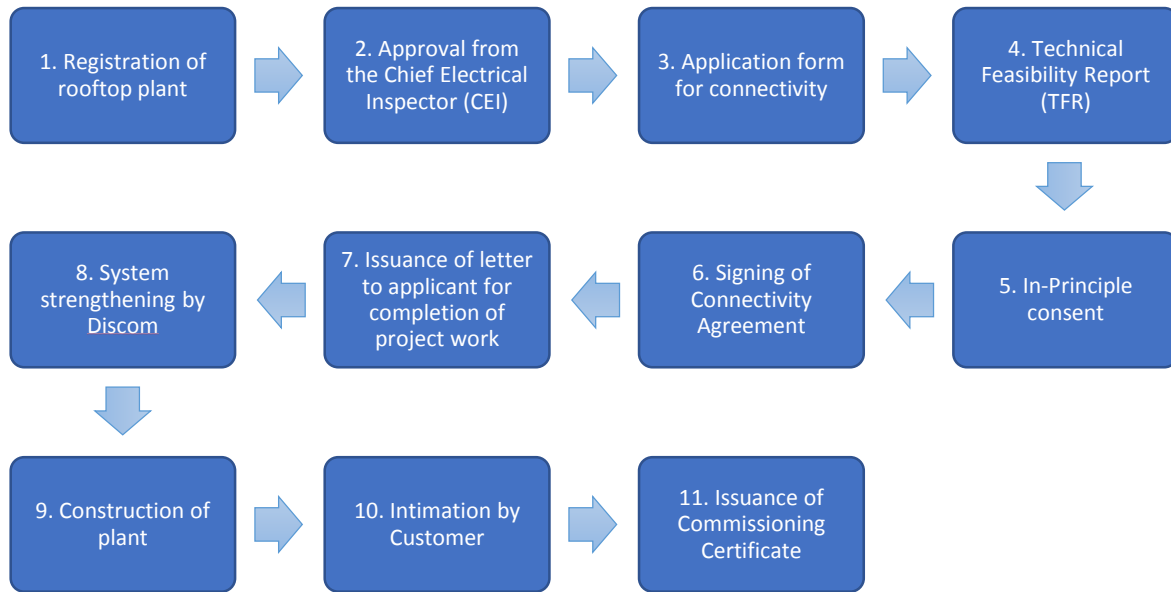 1. Registration of
rooftop plant
2. Approval from
the Chief Electrical
Inspector (CEI)
3. Application form
for connectivity
4. Technical
Feasibility Report
(TFR)
5. In-Principle
consent
6. Signing of
Connectivity
Agreement
7. Issuance of letter
to applicant for
completion of
project work
8. System
strengthening by
Discom
9. Construction of
plant
10. Intimation by
Customer
11. Issuance of
Commissioning
Certificate